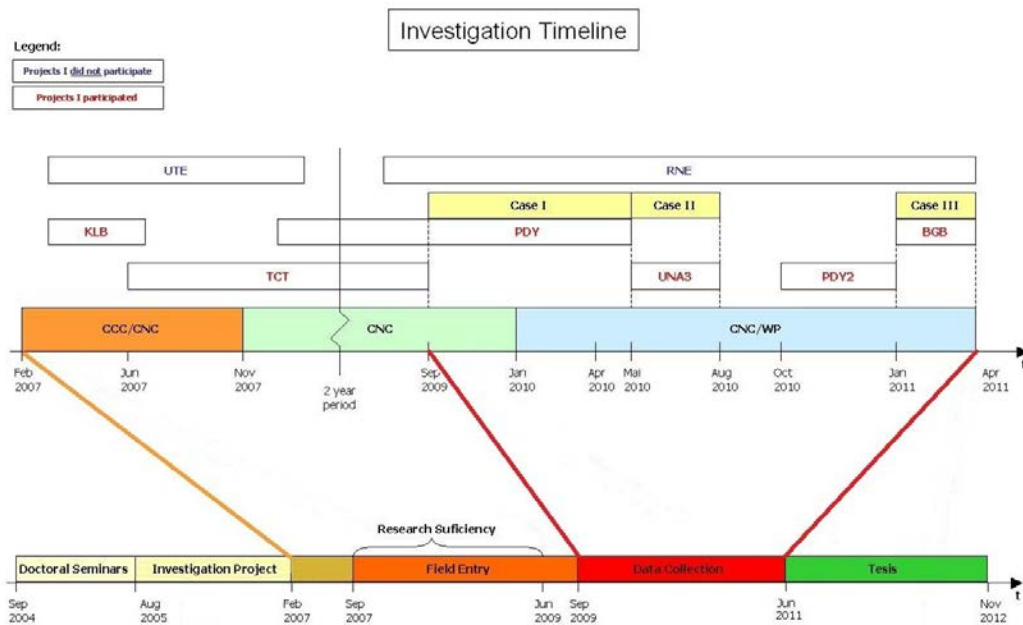 Investigation Timeline
Legend:
Projects I did not participate
Projects I participated
UTE
RNE
Case I
Case II
Case III
KLB
PDY
BGB
TCT
UNA3
PDY2
CCC/CNC
CNC
CNC/WP
Feb
2007
Jun
2007
Nov
2007
2 year
period
Sep
2009
Jan
2010
Apr
2010
Mai
2010
Aug
2010
Oct
2010
Jan
2011
Apr
2011
t
Research Suficiency
Doctoral Seminars
Investigation Project
Field Entry
Data Collection
Tesis
t
Sep
2004
Aug
2005
Feb
2007
Sep
2007
Jun
2009
Sep
2009
Jun
2011
Nov
2012